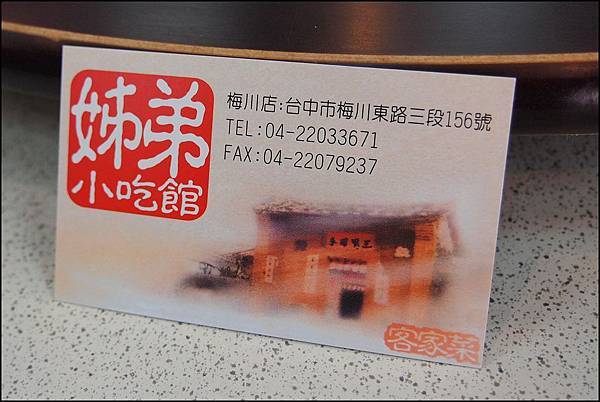 姊弟
小吃館
梅川店:台中市梅川東路三段156號
TEL:04-22033671
FAX:04-22079237
客家菜